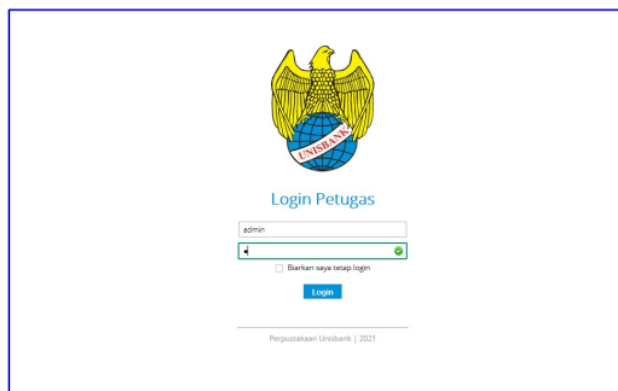 UNISBANK
Login Petugas
admin
Biarkan saya tetap login
Login
Perpustakaan Unisbank | 2021